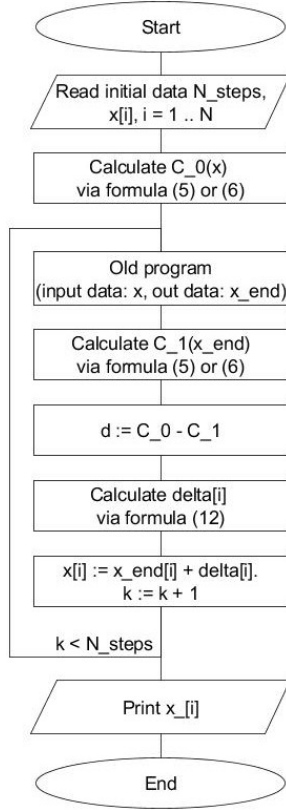 Start
Read initial data N_steps,
x[i], i = 1 .. N
Calculate C_0(x)
via formula (5) or (6)
Old program
(input data: x, out data: x_end)
Calculate C_1(x_end)
via formula (5) or (6)
d := C_0 - C_1
Calculate delta[i]
via formula (12)
x[i] := x_end[i] + delta[i].
k := k + 1
k < N_steps
Print x_[i]
End